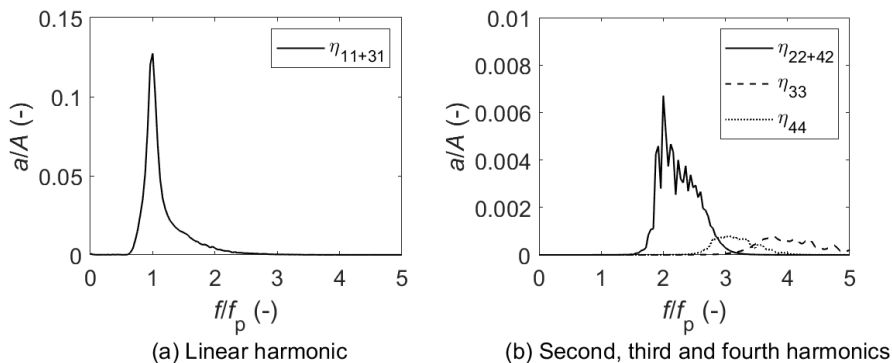 0.15
0.1
0.05
0
a/A (-)
η11+31
0 1 2 3 4 5
f/fp (-)
(a) Linear harmonic
0.01
0.008
0.006
0.004
0.002
0
a/A (-)
η22+42
η33
η44
0 1 2 3 4 5
f/fp (-)
(b) Second, third and fourth harmonics